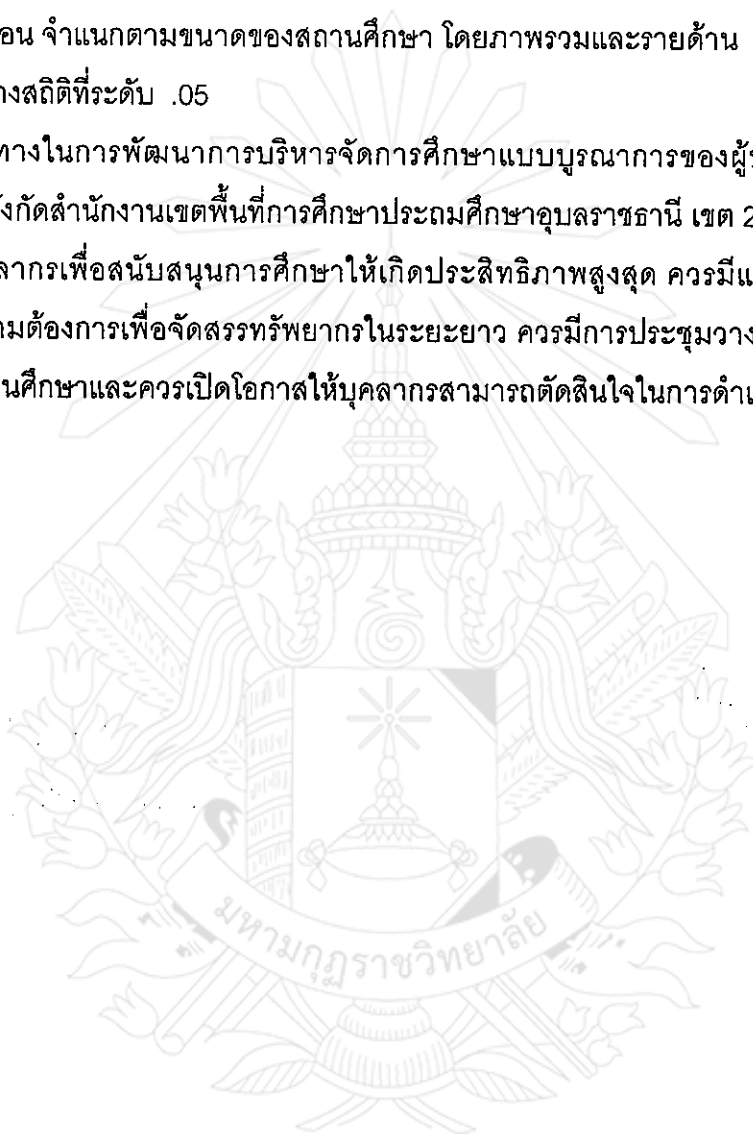 อน จำแนกตามขนาดของสถานศึกษา โดยภาพรวมและรายด้าน
างสถิติที่ระดับ .05
ทางในการพัฒนาการบริหารจัดการศึกษาแบบบูรณาการของผู้
ังกัดสำนักงานเขตพื้นที่การศึกษาประถมศึกษาอุบลราชธานี เขต 2
ลากรเพื่อสนับสนุนการศึกษาให้เกิดประสิทธิภาพสูงสุด ควรมีแ
ามต้องการเพื่อจัดสรรทรัพยากรในระยะยาว ควรมีการประชุมวาง
นศึกษาและควรเปิดโอกาสให้บุคลากรสามารถตัดสินใจในการดำเ
มหามกุฏราชวิทยาลัย